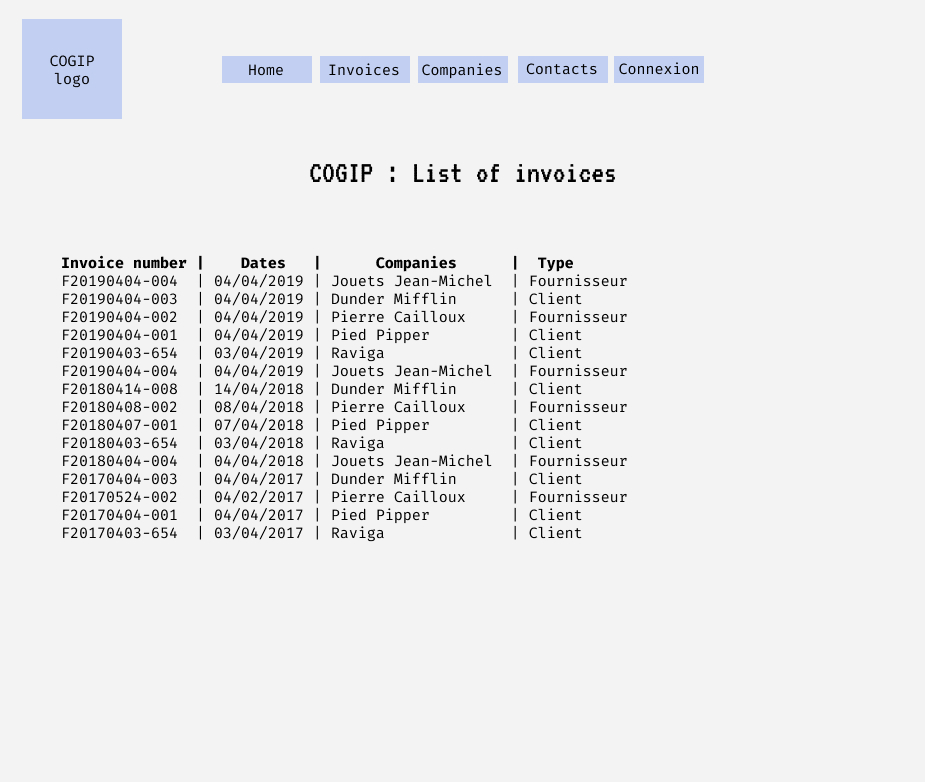 COGIP
logo
Home Invoices Companies Contacts Connexion
COGIP : List of invoices
Invoice number | Dates | Companies | Type
F20190404-004 | 04/04/2019 | Jouets Jean-Michel | Fournisseur
F20190404-003 | 04/04/2019 | Dunder Mifflin | Client
F20190404-002 | 04/04/2019 | Pierre Cailloux | Fournisseur
F20190404-001 | 04/04/2019 | Pied Pipper | Client
F20190403-654 | 03/04/2019 | Raviga | Client
F20190404-004 | 04/04/2019 | Jouets Jean-Michel | Fournisseur
F20180414-008 | 14/04/2018 | Dunder Mifflin | Client
F20180408-002 | 08/04/2018 | Pierre Cailloux | Fournisseur
F20180407-001 | 07/04/2018 | Pied Pipper | Client
F20180403-654 | 03/04/2018 | Raviga | Client
F20180404-004 | 04/04/2018 | Jouets Jean-Michel | Fournisseur
F20170404-003 | 04/04/2017 | Dunder Mifflin | Client
F20170524-002 | 04/02/2017 | Pierre Cailloux | Fournisseur
F20170404-001 | 04/04/2017 | Pied Pipper | Client
F20170403-654 | 03/04/2017 | Raviga | Client